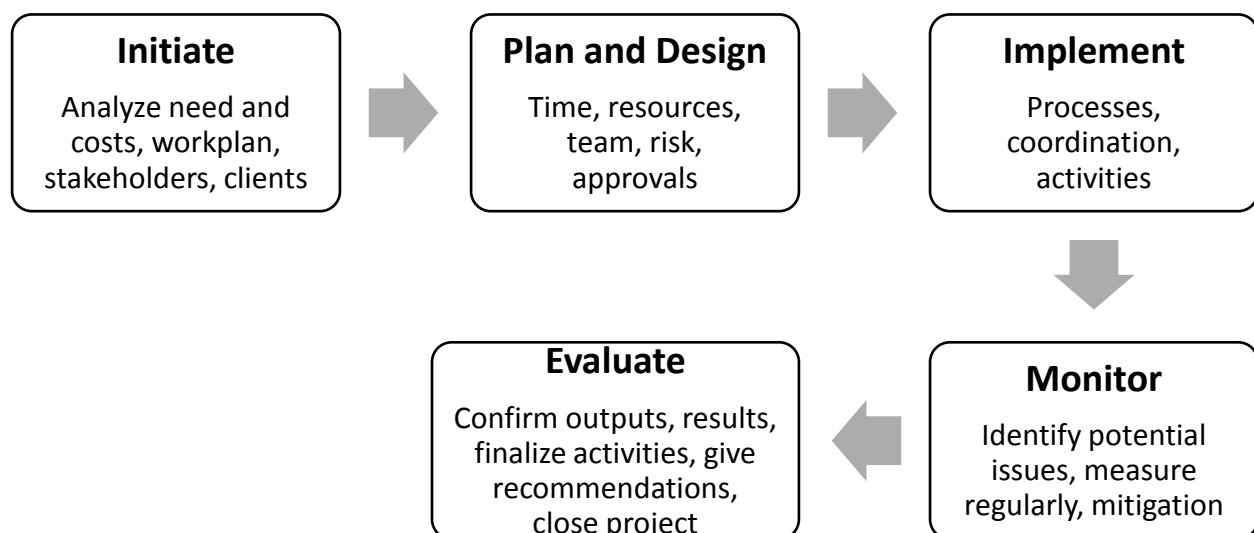 Initiate
Analyze need and
costs, workplan,
stakeholders, clients
Plan and Design
Time, resources,
team, risk,
approvals
Implement
Processes,
coordination,
activities
Monitor
Identify potential
issues, measure
regularly, mitigation
Evaluate
Confirm outputs, results,
finalize activities, give
recommendations,
close project